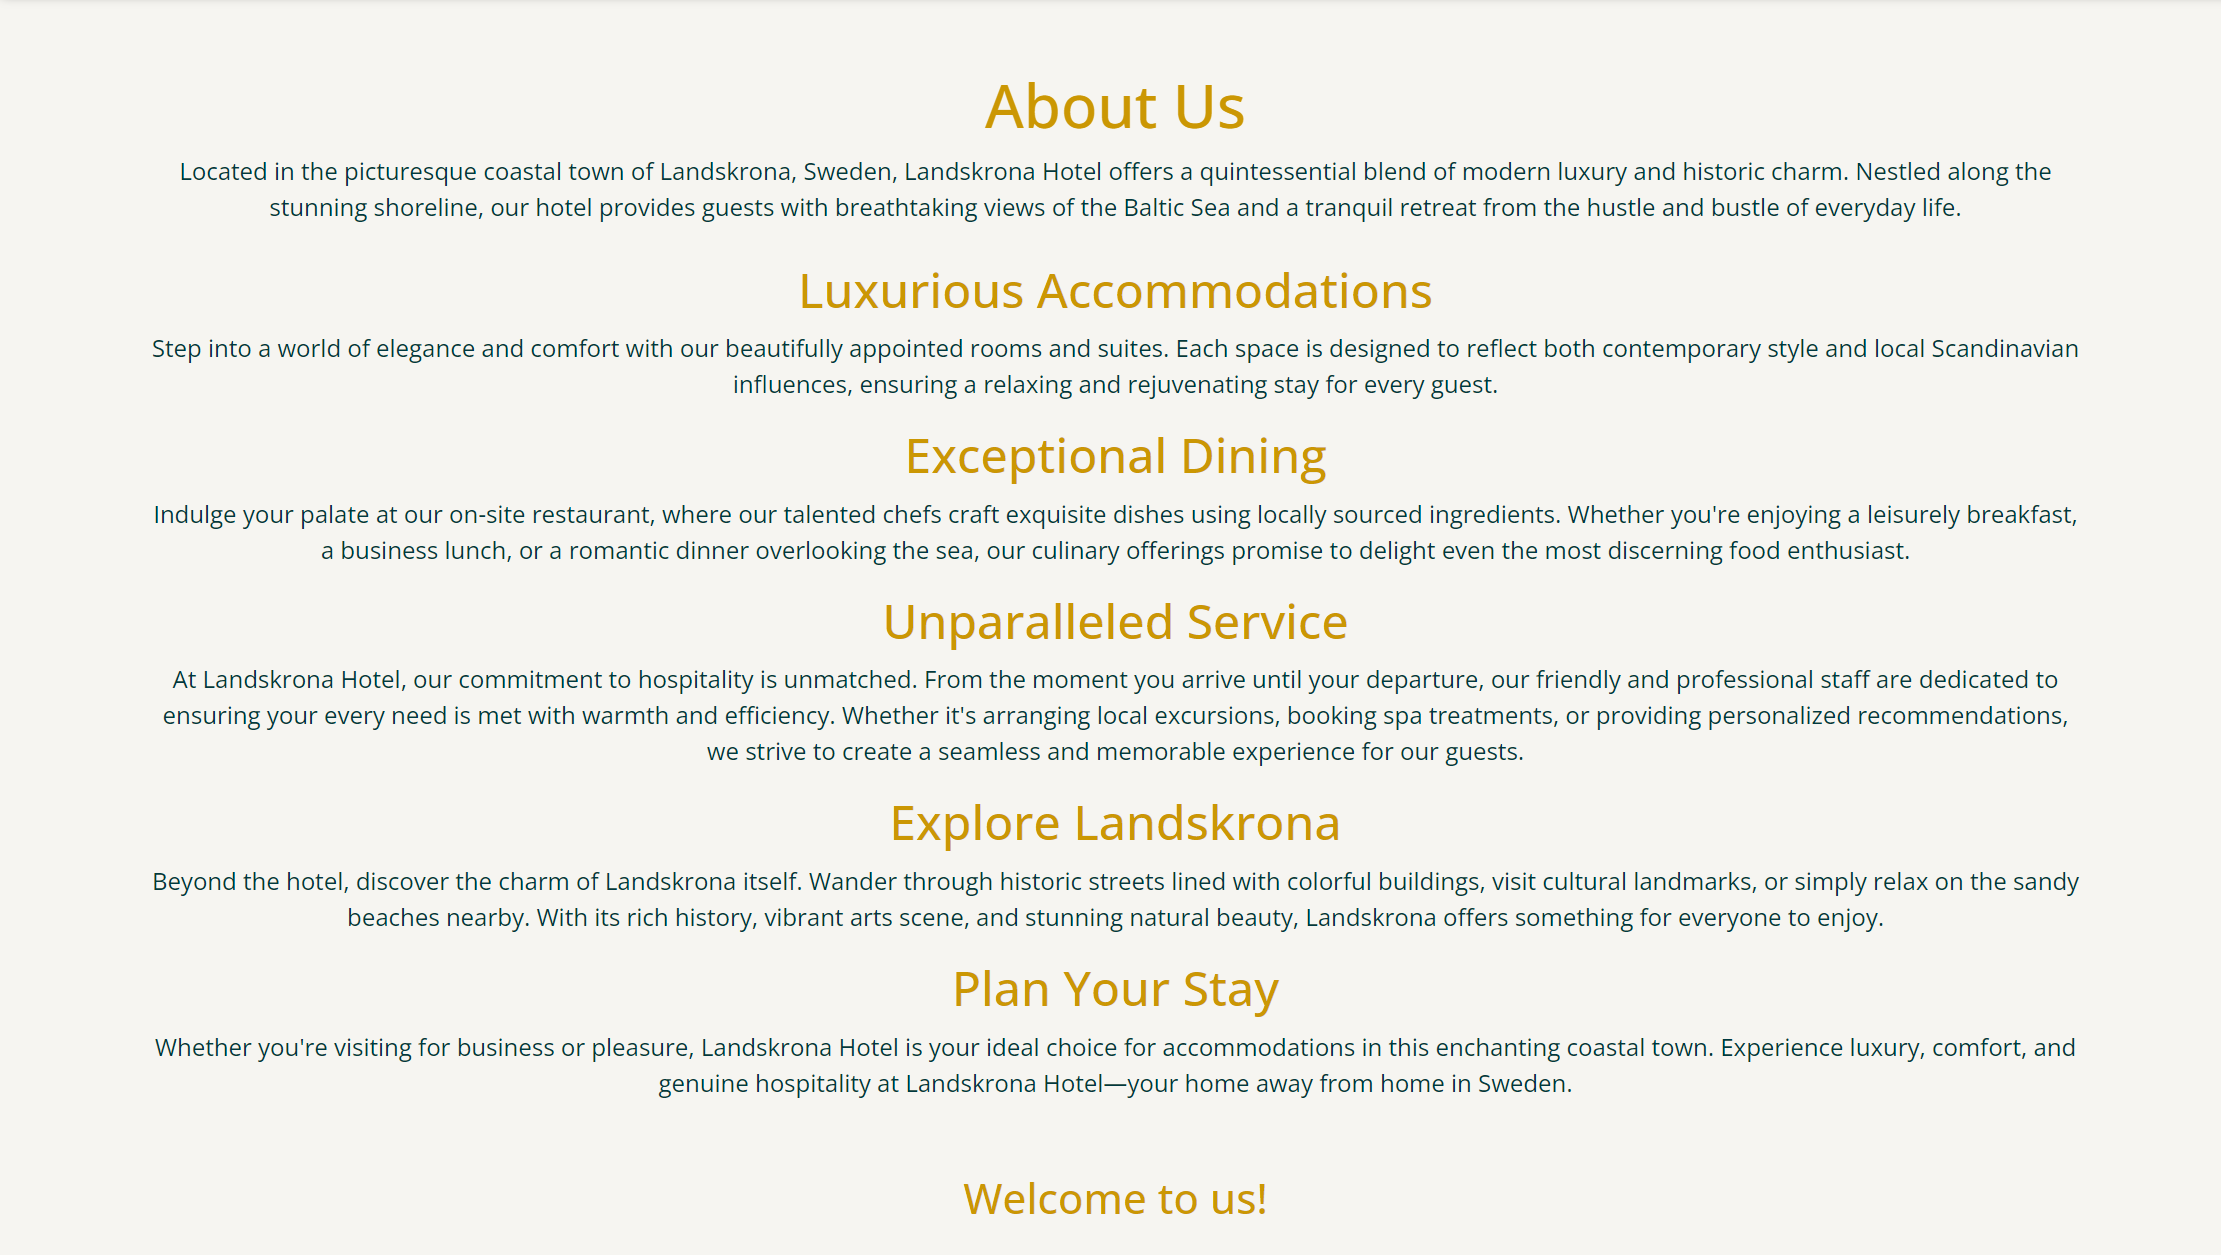 About Us
Located in the picturesque coastal town of Landskrona, Sweden, Landskrona Hotel offers a quintessential blend of modern luxury and historic charm. Nestled along the
stunning shoreline, our hotel provides guests with breathtaking views of the Baltic Sea and a tranquil retreat from the hustle and bustle of everyday life.
Luxurious Accommodations
Step into a world of elegance and comfort with our beautifully appointed rooms and suites. Each space is designed to reflect both contemporary style and local Scandinavian
influences, ensuring a relaxing and rejuvenating stay for every guest.
Exceptional Dining
Indulge your palate at our on-site restaurant, where our talented chefs craft exquisite dishes using locally sourced ingredients. Whether you're enjoying a leisurely breakfast,
a business lunch, or a romantic dinner overlooking the sea, our culinary offerings promise to delight even the most discerning food enthusiast.
Unparalleled Service
At Landskrona Hotel, our commitment to hospitality is unmatched. From the moment you arrive until your departure, our friendly and professional staff are dedicated to
ensuring your every need is met with warmth and efficiency. Whether it's arranging local excursions, booking spa treatments, or providing personalized recommendations,
we strive to create a seamless and memorable experience for our guests.
Explore Landskrona
Beyond the hotel, discover the charm of Landskrona itself. Wander through historic streets lined with colorful buildings, visit cultural landmarks, or simply relax on the sandy
beaches nearby. With its rich history, vibrant arts scene, and stunning natural beauty, Landskrona offers something for everyone to enjoy.
Plan Your Stay
Whether you're visiting for business or pleasure, Landskrona Hotel is your ideal choice for accommodations in this enchanting coastal town. Experience luxury, comfort, and
genuine hospitality at Landskrona Hotel—your home away from home in Sweden.
Welcome to us!